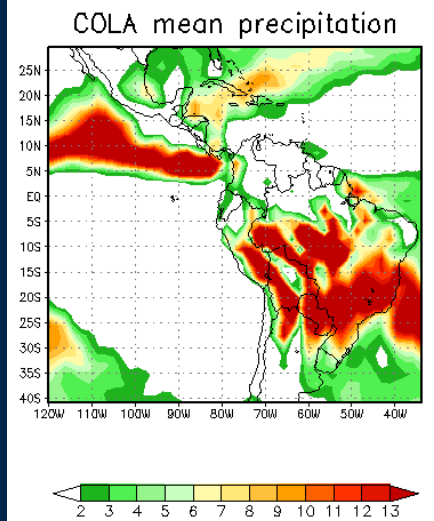 COLA mean precipitation
25N
20N
15N
10N
5N
EQ
5S
10S
15S
20S
25S
30S
35S
40S
120W 110W 100W 90W 80W 70W 60W 50W 40W
2 3 4 5 6 7 8 9 10 11 12 13